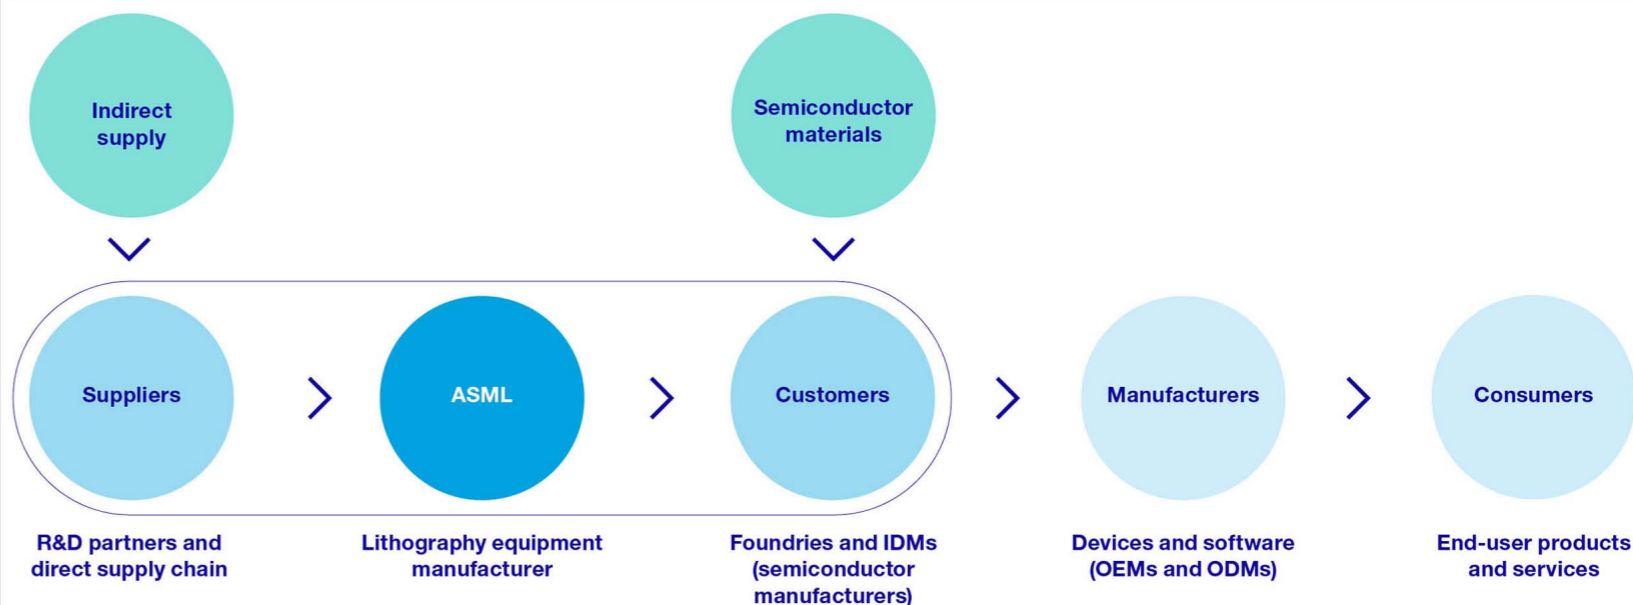 Indirect
supply
Semiconductor
materials
Suppliers
ASML
Customers
Manufacturers
Consumers
R&D partners and
direct supply chain
Lithography equipment
manufacturer
Foundries and IDMs
(semiconductor
manufacturers)
Devices and software
(OEMs and ODMs)
End-user products
and services